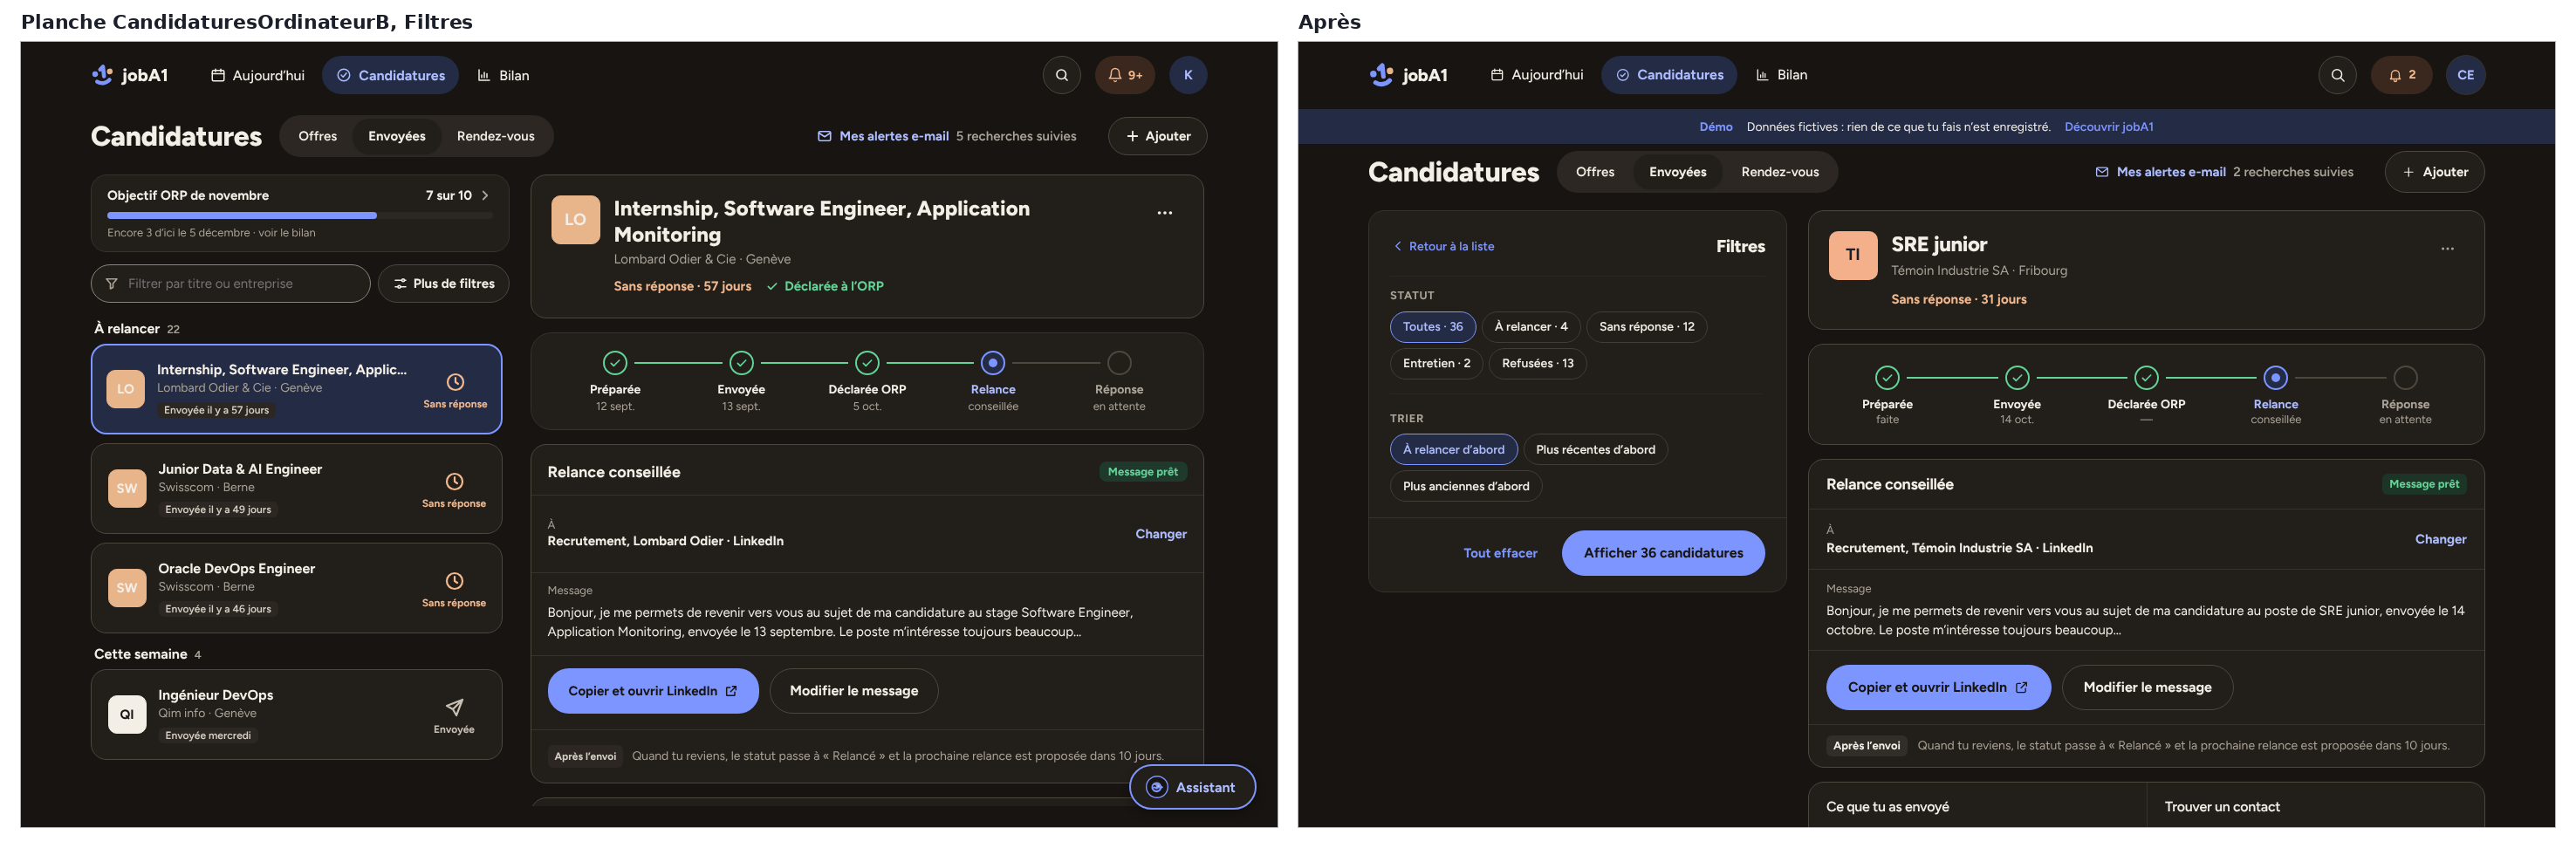 Planche CandidaturesOrdinateurB, Filtres
jobA1
Aujourd'hui
Candidatures
Bilan
9+
K
Candidatures
Offres
Envoyées
Rendez-vous
Mes alertes e-mail 5 recherches suivies
+ Ajouter
Objectif ORP de novembre
7 sur 10
Encore 3 d'ici le 5 décembre · voir le bilan
Filtrer par titre ou entreprise
Plus de filtres
À relancer 22
LO
Internship, Software Engineer, Applic...
Lombard Odier & Cie · Genève
Envoyée il y a 57 jours
Sans réponse
SW
Junior Data & AI Engineer
Swisscom · Berne
Envoyée il y a 49 jours
Sans réponse
SW
Oracle DevOps Engineer
Swisscom · Berne
Envoyée il y a 46 jours
Sans réponse
Cette semaine 4
QI
Ingénieur DevOps
Qim info · Genève
Envoyée mercredi
Envoyée
LO
Internship, Software Engineer, Application
Monitoring
Lombard Odier & Cie · Genève
Sans réponse · 57 jours
Déclarée à l'ORP
Préparée
12 sept.
Envoyée
13 sept.
Déclarée ORP
5 oct.
Relance
conseillée
Réponse
en attente
Relance conseillée
Message prêt
À
Recrutement, Lombard Odier · LinkedIn
Changer
Message
Bonjour, je me permets de revenir vers vous au sujet de ma candidature au stage Software Engineer,
Application Monitoring, envoyée le 13 septembre. Le poste m'intéresse toujours beaucoup...
Copier et ouvrir LinkedIn
Modifier le message
Après l'envoi
Quand tu reviens, le statut passe à « Relancé » et la prochaine relance est proposée dans 10 jours.
Assistant
Après
jobA1
Aujourd'hui
Candidatures
Bilan
2
CE
Démo Données fictives : rien de ce que tu fais n'est enregistré. Découvrir jobA1
Candidatures
Offres
Envoyées
Rendez-vous
Mes alertes e-mail 2 recherches suivies
+ Ajouter
Retour à la liste
Filtres
STATUT
Toutes · 36
À relancer · 4
Sans réponse · 12
Entretien · 2
Refusées · 13
TRIER
À relancer d'abord
Plus récentes d'abord
Plus anciennes d'abord
Tout effacer
Afficher 36 candidatures
TI
SRE junior
Témoin Industrie SA · Fribourg
Sans réponse · 31 jours
Préparée
faite
Envoyée
14 oct.
Déclarée ORP
—
Relance
conseillée
Réponse
en attente
Relance conseillée
Message prêt
À
Recrutement, Témoin Industrie SA · LinkedIn
Changer
Message
Bonjour, je me permets de revenir vers vous au sujet de ma candidature au poste de SRE junior, envoyée le 14
octobre. Le poste m'intéresse toujours beaucoup...
Copier et ouvrir LinkedIn
Modifier le message
Après l'envoi
Quand tu reviens, le statut passe à « Relancé » et la prochaine relance est proposée dans 10 jours.
Ce que tu as envoyé
Trouver un contact